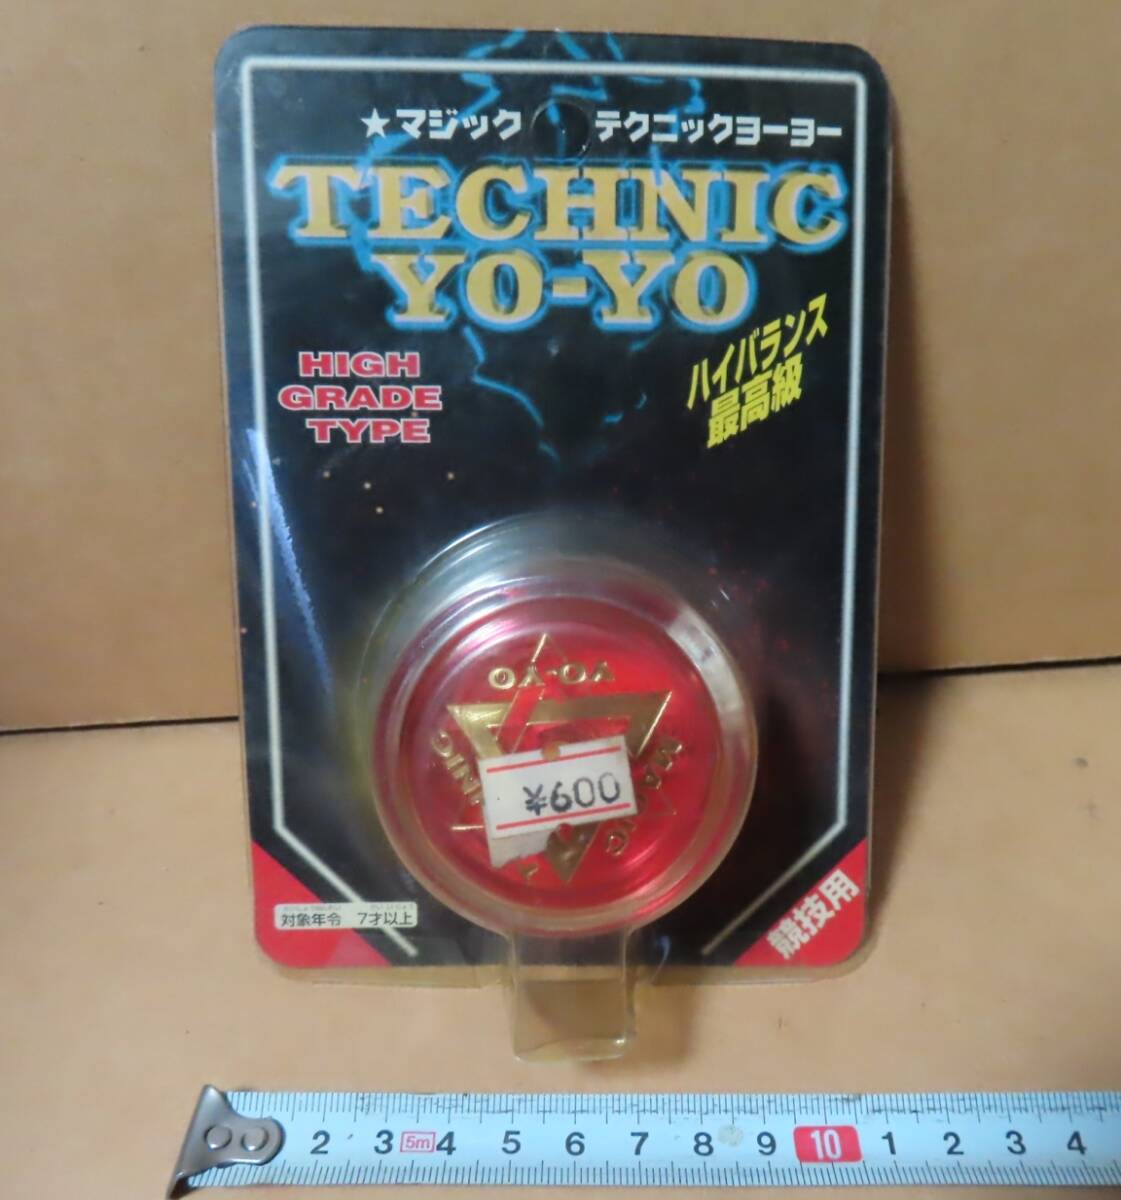 ★マジック テクニックヨーヨー
TECHNIC
YO-YO
HIGH
GRADE
TYPE
ハイバランス
最高級
YO-YO
MAGIC
NIC
¥600
対象年令 7才以上
競技用
2 3 5m 4 5 6 7 8 9 10 1 2 3 4